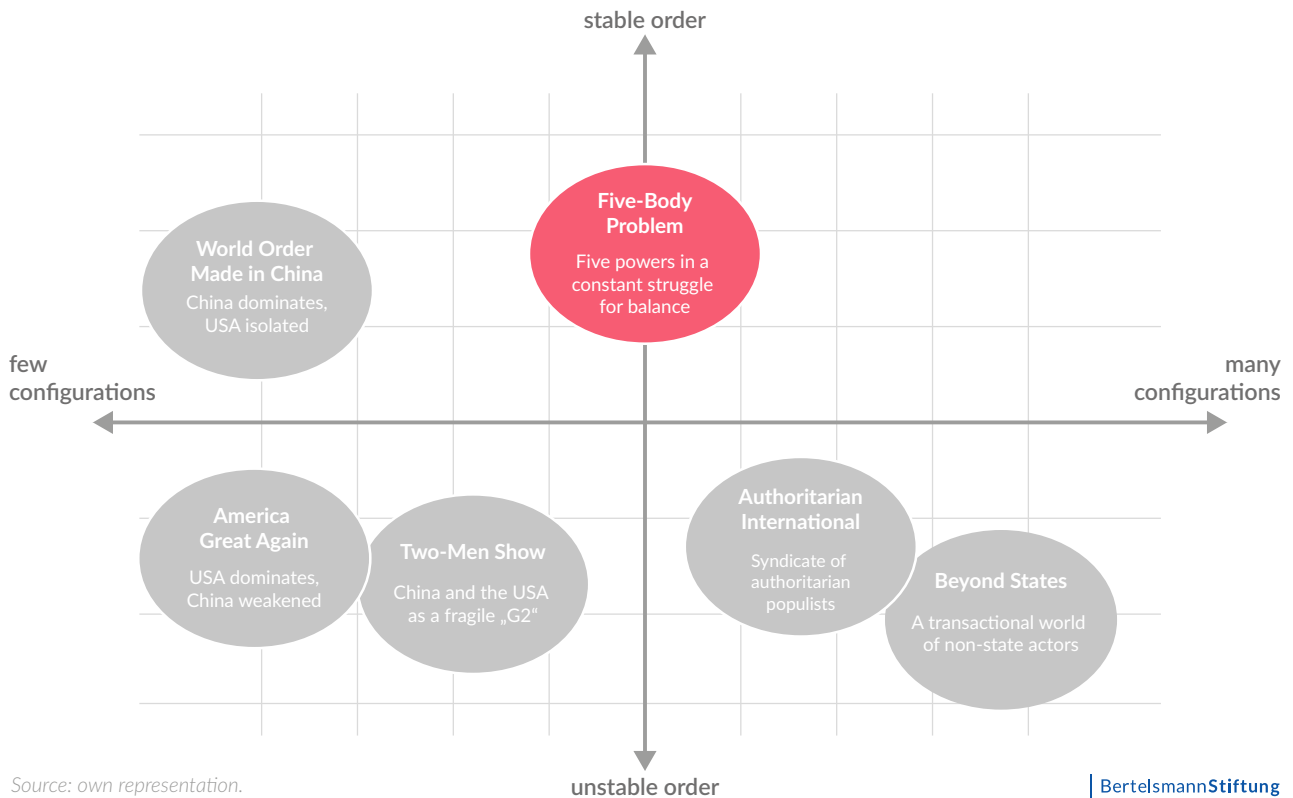 stable order
Five-Body
Problem
Five powers in a
constant struggle
for balance
World Order
Made in China
China dominates,
USA isolated
few
configurations
many
configurations
America
Great Again
USA dominates,
China weakened
Two-Men Show
China and the USA
as a fragile „G2“
Authoritarian
International
Syndicate of
authoritarian
populists
Beyond States
A transactional world
of non-state actors
unstable order
Source: own representation.
BertelsmannStiftung